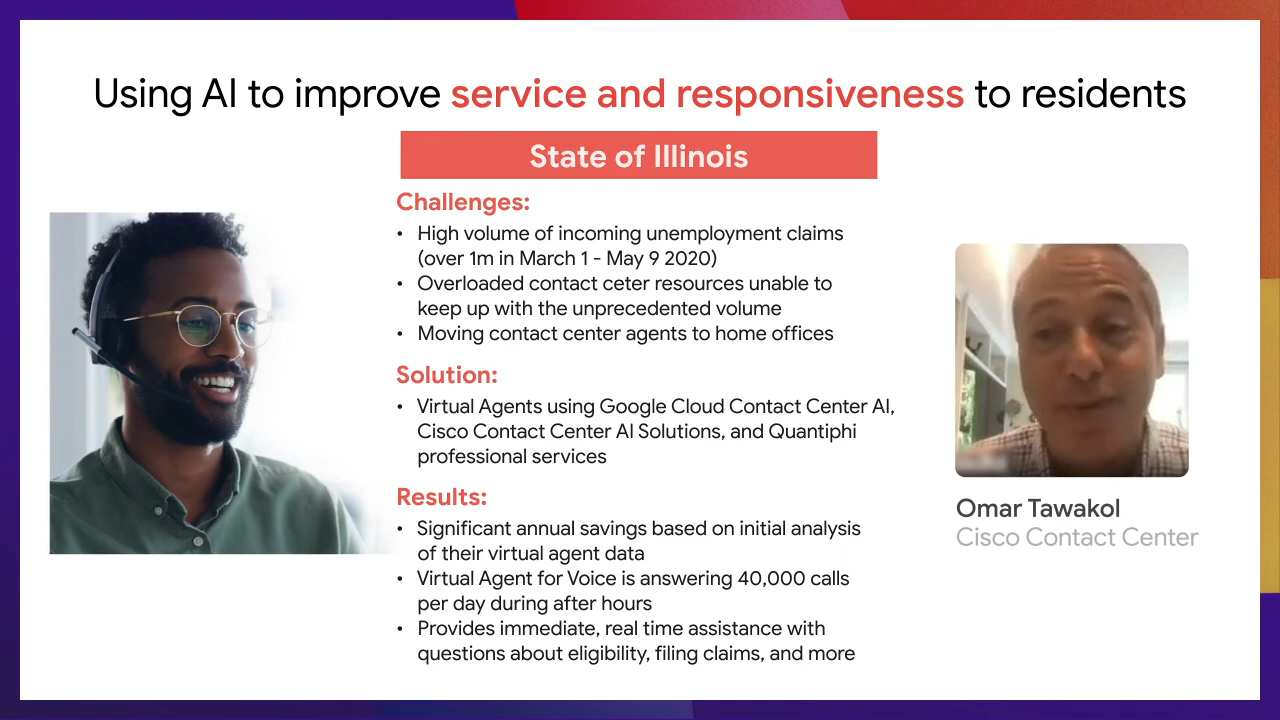 Using AI to improve service and responsiveness to residents
State of Illinois
Challenges:
• High volume of incoming unemployment claims
(over 1m in March 1 - May 9 2020)
• Overloaded contact ceter resources unable to
keep up with the unprecedented volume
• Moving contact center agents to home offices
Solution:
• Virtual Agents using Google Cloud Contact Center AI,
Cisco Contact Center AI Solutions, and Quantiphi
professional services
Results:
• Significant annual savings based on initial analysis
of their virtual agent data
• Virtual Agent for Voice is answering 40,000 calls
per day during after hours
• Provides immediate, real time assistance with
questions about eligibility, filing claims, and more
Omar Tawakol
Cisco Contact Center